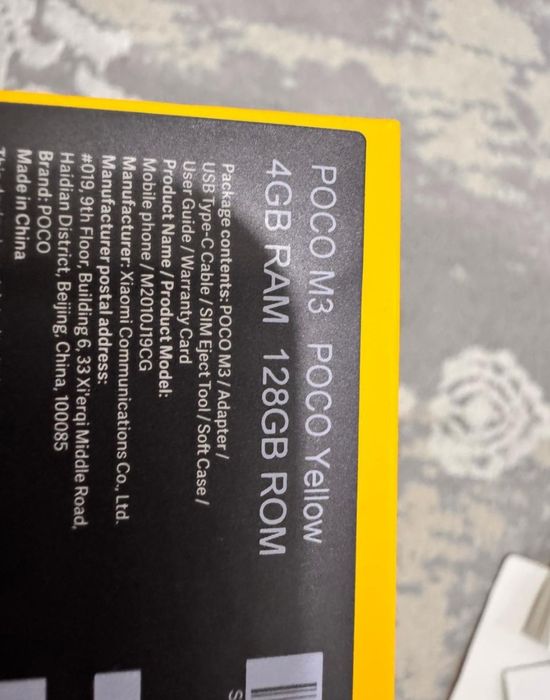 POCO M3 POCO Yellow
4GB RAM 128GB ROM
Package contents: POCO M3 / Adapter /
USB Type-C Cable / SIM Eject Tool / Soft Case /
User Guide / Warranty Card
Product Name / Product Model:
Mobile phone / M2010J19CG
Manufacturer: Xiaomi Communications Co., Ltd.
Manufacturer postal address:
#019, 9th Floor, Building 6, 33 Xi'erqi Middle Road,
Haidian District, Beijing, China, 100085
Brand: POCO
Made in China